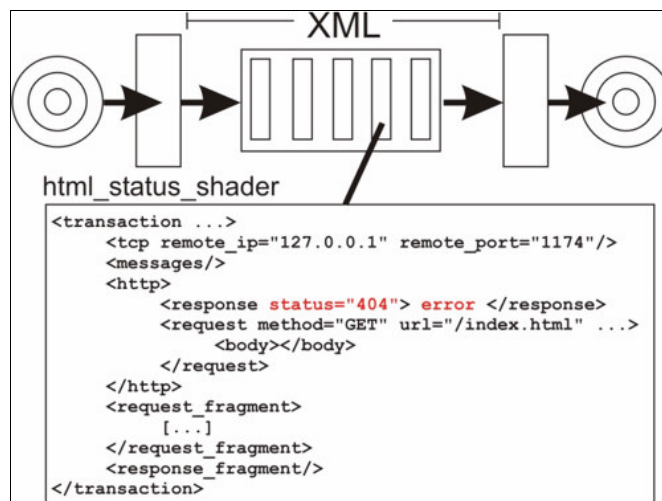 XML
html_status_shader
<transaction ...>
<tcp remote_ip="127.0.0.1" remote_port="1174"/>
<messages/>
<http>
<response status="404"> error </response>
<request method="GET" url="/index.html" ...>
<body></body>
</request>
</http>
<request_fragment>
[...]
</request_fragment>
<response_fragment/>
</transaction>